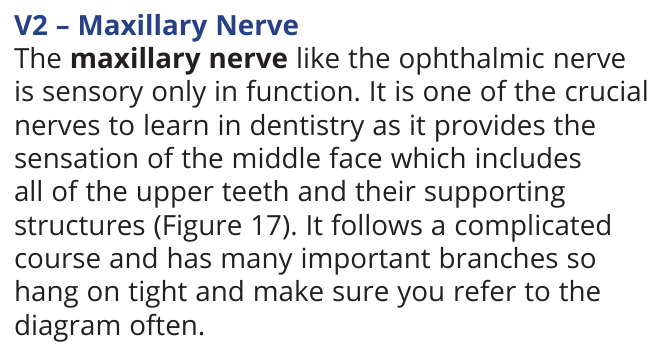 V2 – Maxillary Nerve
The maxillary nerve like the ophthalmic nerve
is sensory only in function. It is one of the crucial
nerves to learn in dentistry as it provides the
sensation of the middle face which includes
all of the upper teeth and their supporting
structures (Figure 17). It follows a complicated
course and has many important branches so
hang on tight and make sure you refer to the
diagram often.